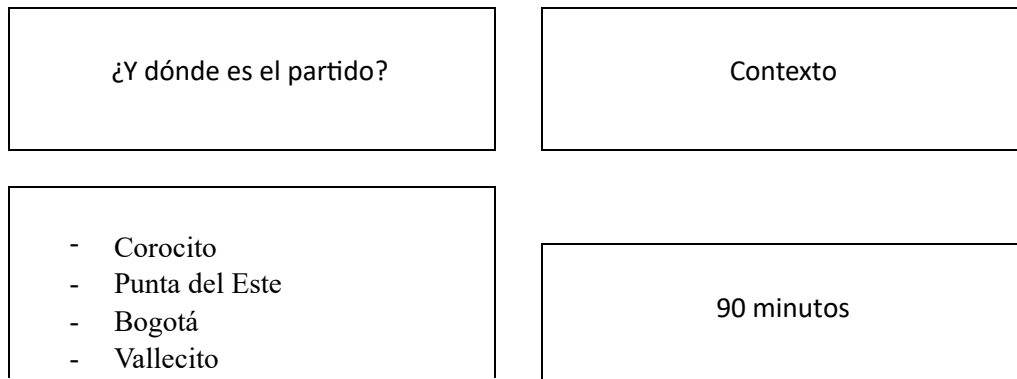 ¿Y dónde es el partido?
Contexto
- Corocito
- Punta del Este
- Bogotá
- Vallecito
90 minutos